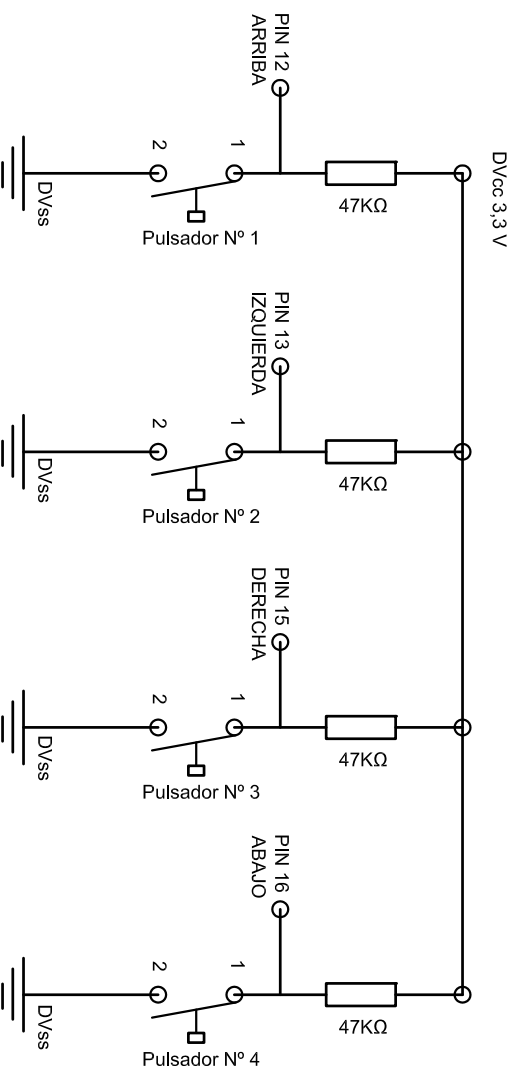 DVcc 3,3 V
PIN 12
ARRIBA
47KΩ
1
2
Pulsador Nº 1
DVss
PIN 13
IZQUIERDA
47KΩ
1
2
Pulsador Nº 2
DVss
PIN 15
DERECHA
47KΩ
1
2
Pulsador Nº 3
DVss
PIN 16
ABAJO
47KΩ
1
2
Pulsador Nº 4
DVss